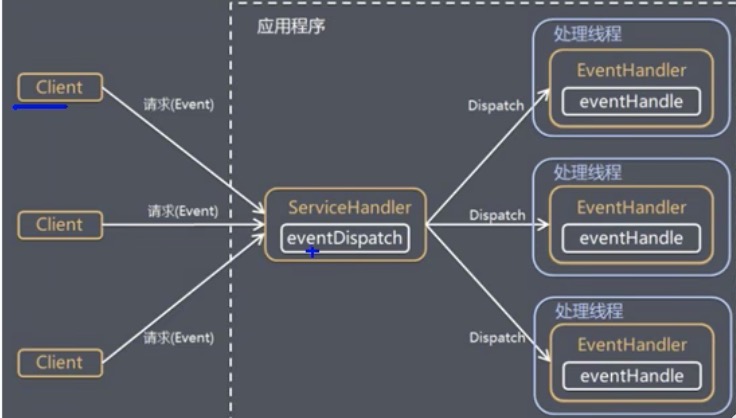 应用程序
处理线程
EventHandler
eventHandle
Client
请求(Event)
Dispatch
处理线程
EventHandler
eventHandle
Client
请求(Event)
ServiceHandler
eventDispatch
Dispatch
处理线程
EventHandler
eventHandle
Client
请求(Event)
Dispatch